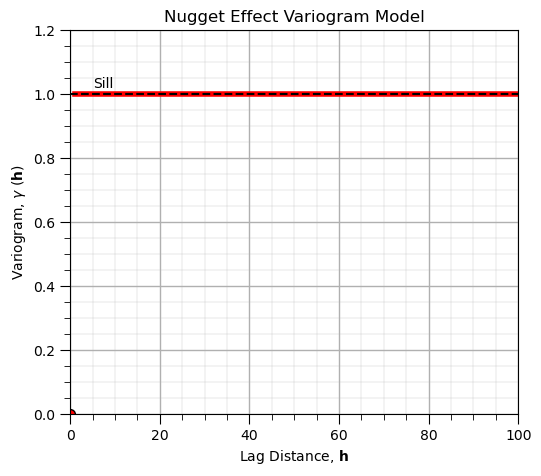 Nugget Effect Variogram Model
1.2
Sill
1.0
0.8
0.6
0.4
0.2
0.0
Variogram, γ (h)
0 20 40 60 80 100
Lag Distance, h